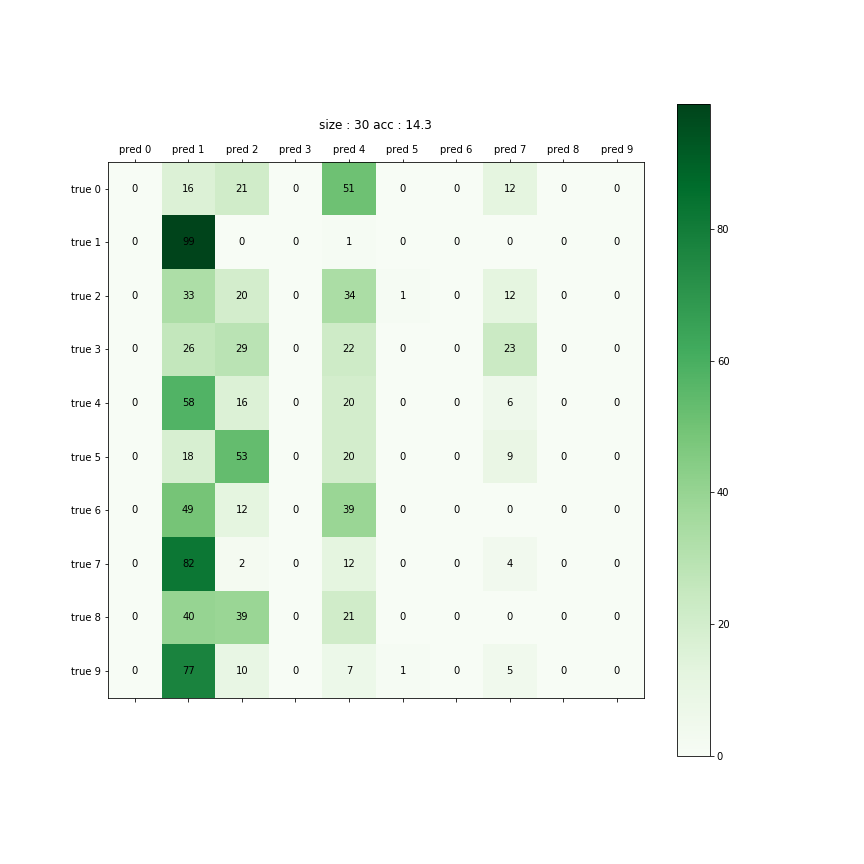 size : 30 acc : 14.3
pred 0 pred 1 pred 2 pred 3 pred 4 pred 5 pred 6 pred 7 pred 8 pred 9
true 0 0 16 21 0 51 0 0 12 0 0
true 1 0 99 0 0 1 0 0 0 0 0
true 2 0 33 20 0 34 1 0 12 0 0
true 3 0 26 29 0 22 0 0 23 0 0
true 4 0 58 16 0 20 0 0 6 0 0
true 5 0 18 53 0 20 0 0 9 0 0
true 6 0 49 12 0 39 0 0 0 0 0
true 7 0 82 2 0 12 0 0 4 0 0
true 8 0 40 39 0 21 0 0 0 0 0
true 9 0 77 10 0 7 1 0 5 0 0
80
60
40
20
0